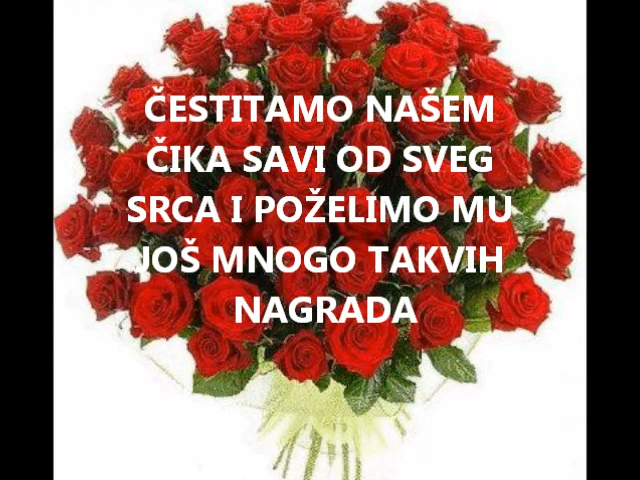 ČESTITAMO NAŠEM
ČIKA SAVI OD SVEG
SRCA I POŽELIMO MU
JOŠ MNOGO TAKVIH
NAGRADA